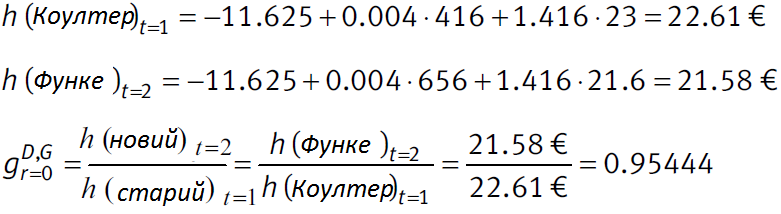 h (Коултер)t=1 = −11.625 + 0.004 · 416 + 1.416 · 23 = 22.61 €
h (Функе )t=2 = −11.625 + 0.004 · 656 + 1.416 · 21.6 = 21.58 €
g^{D,G}_{r=0} = h (новий) t=2 / h (старий) t=1 = h (Функе )t=2 / h (Коултер)t=1 = 21.58 € / 22.61 € = 0.95444